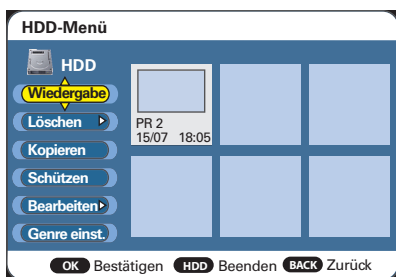 HDD-Menü
HDD
Wiedergabe
Löschen
Kopieren
Schützen
Bearbeiten
Genre einst.
PR 2
15/07 18:05
OK Bestätigen HDD Beenden BACK Zurück